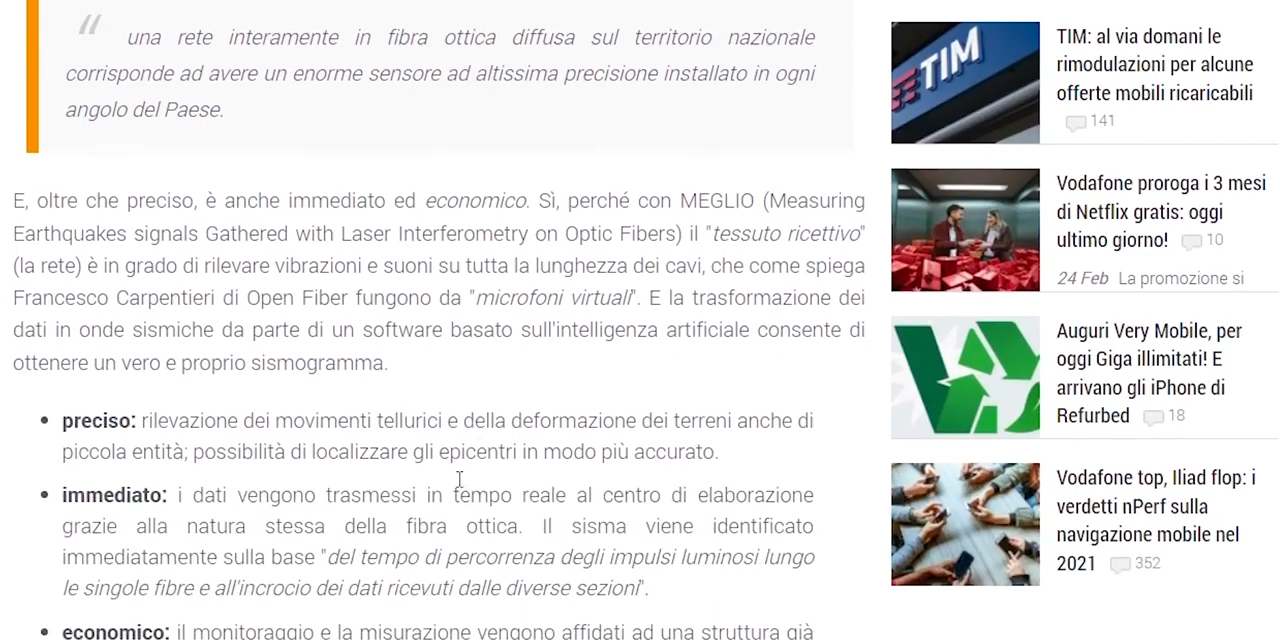 “ una rete interamente in fibra ottica diffusa sul territorio nazionale
corrisponde ad avere un enorme sensore ad altissima precisione installato in ogni
angolo del Paese.
E, oltre che preciso, è anche immediato ed economico. Sì, perché con MEGLIO (Measuring
Earthquakes signals Gathered with Laser Interferometry on Optic Fibers) il "tessuto ricettivo"
(la rete) è in grado di rilevare vibrazioni e suoni su tutta la lunghezza dei cavi, che come spiega
Francesco Carpentieri di Open Fiber fungono da "microfoni virtuali". E la trasformazione dei
dati in onde sismiche da parte di un software basato sull'intelligenza artificiale consente di
ottenere un vero e proprio sismogramma.
• preciso: rilevazione dei movimenti tellurici e della deformazione dei terreni anche di
piccola entità; possibilità di localizzare gli epicentri in modo più accurato.
• immediato: i dati vengono trasmessi in tempo reale al centro di elaborazione
grazie alla natura stessa della fibra ottica. Il sisma viene identificato
immediatamente sulla base "del tempo di percorrenza degli impulsi luminosi lungo
le singole fibre e all'incrocio dei dati ricevuti dalle diverse sezioni".
• economico: il monitoraggio e la misurazione vengono affidati ad una struttura già
TIM
TIM: al via domani le
rimodulazioni per alcune
offerte mobili ricaricabili
141
Vodafone proroga i 3 mesi
di Netflix gratis: oggi
ultimo giorno! 10
24 Feb La promozione si
Auguri Very Mobile, per
oggi Giga illimitati! E
arrivano gli iPhone di
Refurbed 18
Vodafone top, Iliad flop: i
verdetti nPerf sulla
navigazione mobile nel
2021 352